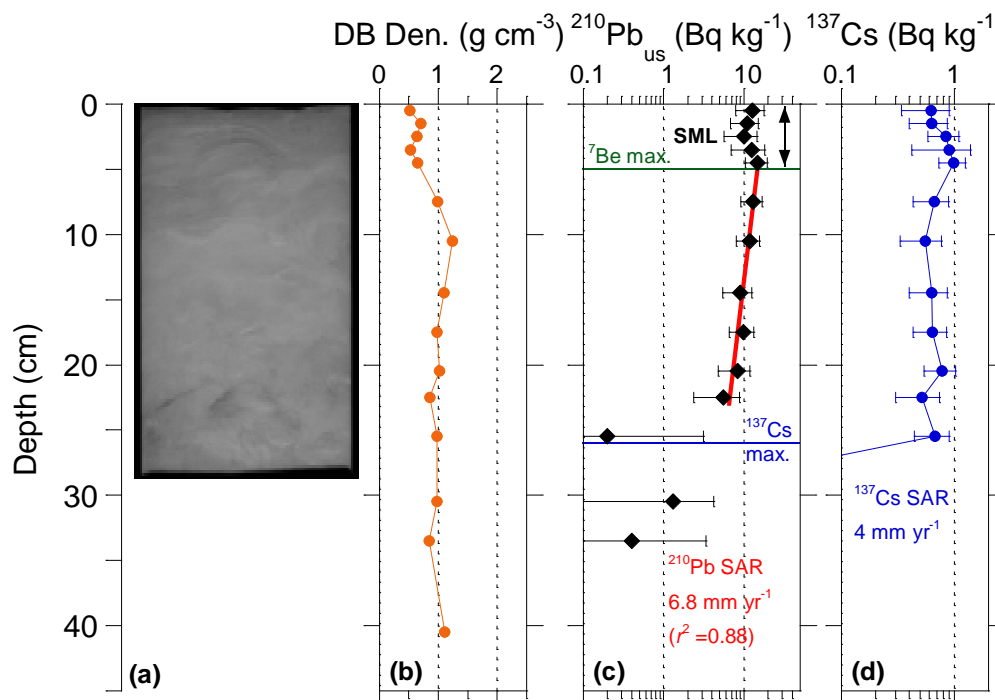 DB Den. (g cm⁻³) ²¹⁰Pbᵤₛ (Bq kg⁻¹) ¹³⁷Cs (Bq kg⁻¹
0 1 2 0.1 1 10 0.1 1
0
10
20
30
40
Depth (cm)
SML
⁷Be max.
¹³⁷Cs
max.
¹³⁷Cs SAR
4 mm yr⁻¹
²¹⁰Pb SAR
6.8 mm yr⁻¹
(r² =0.88)
(a) (b) (c) (d)